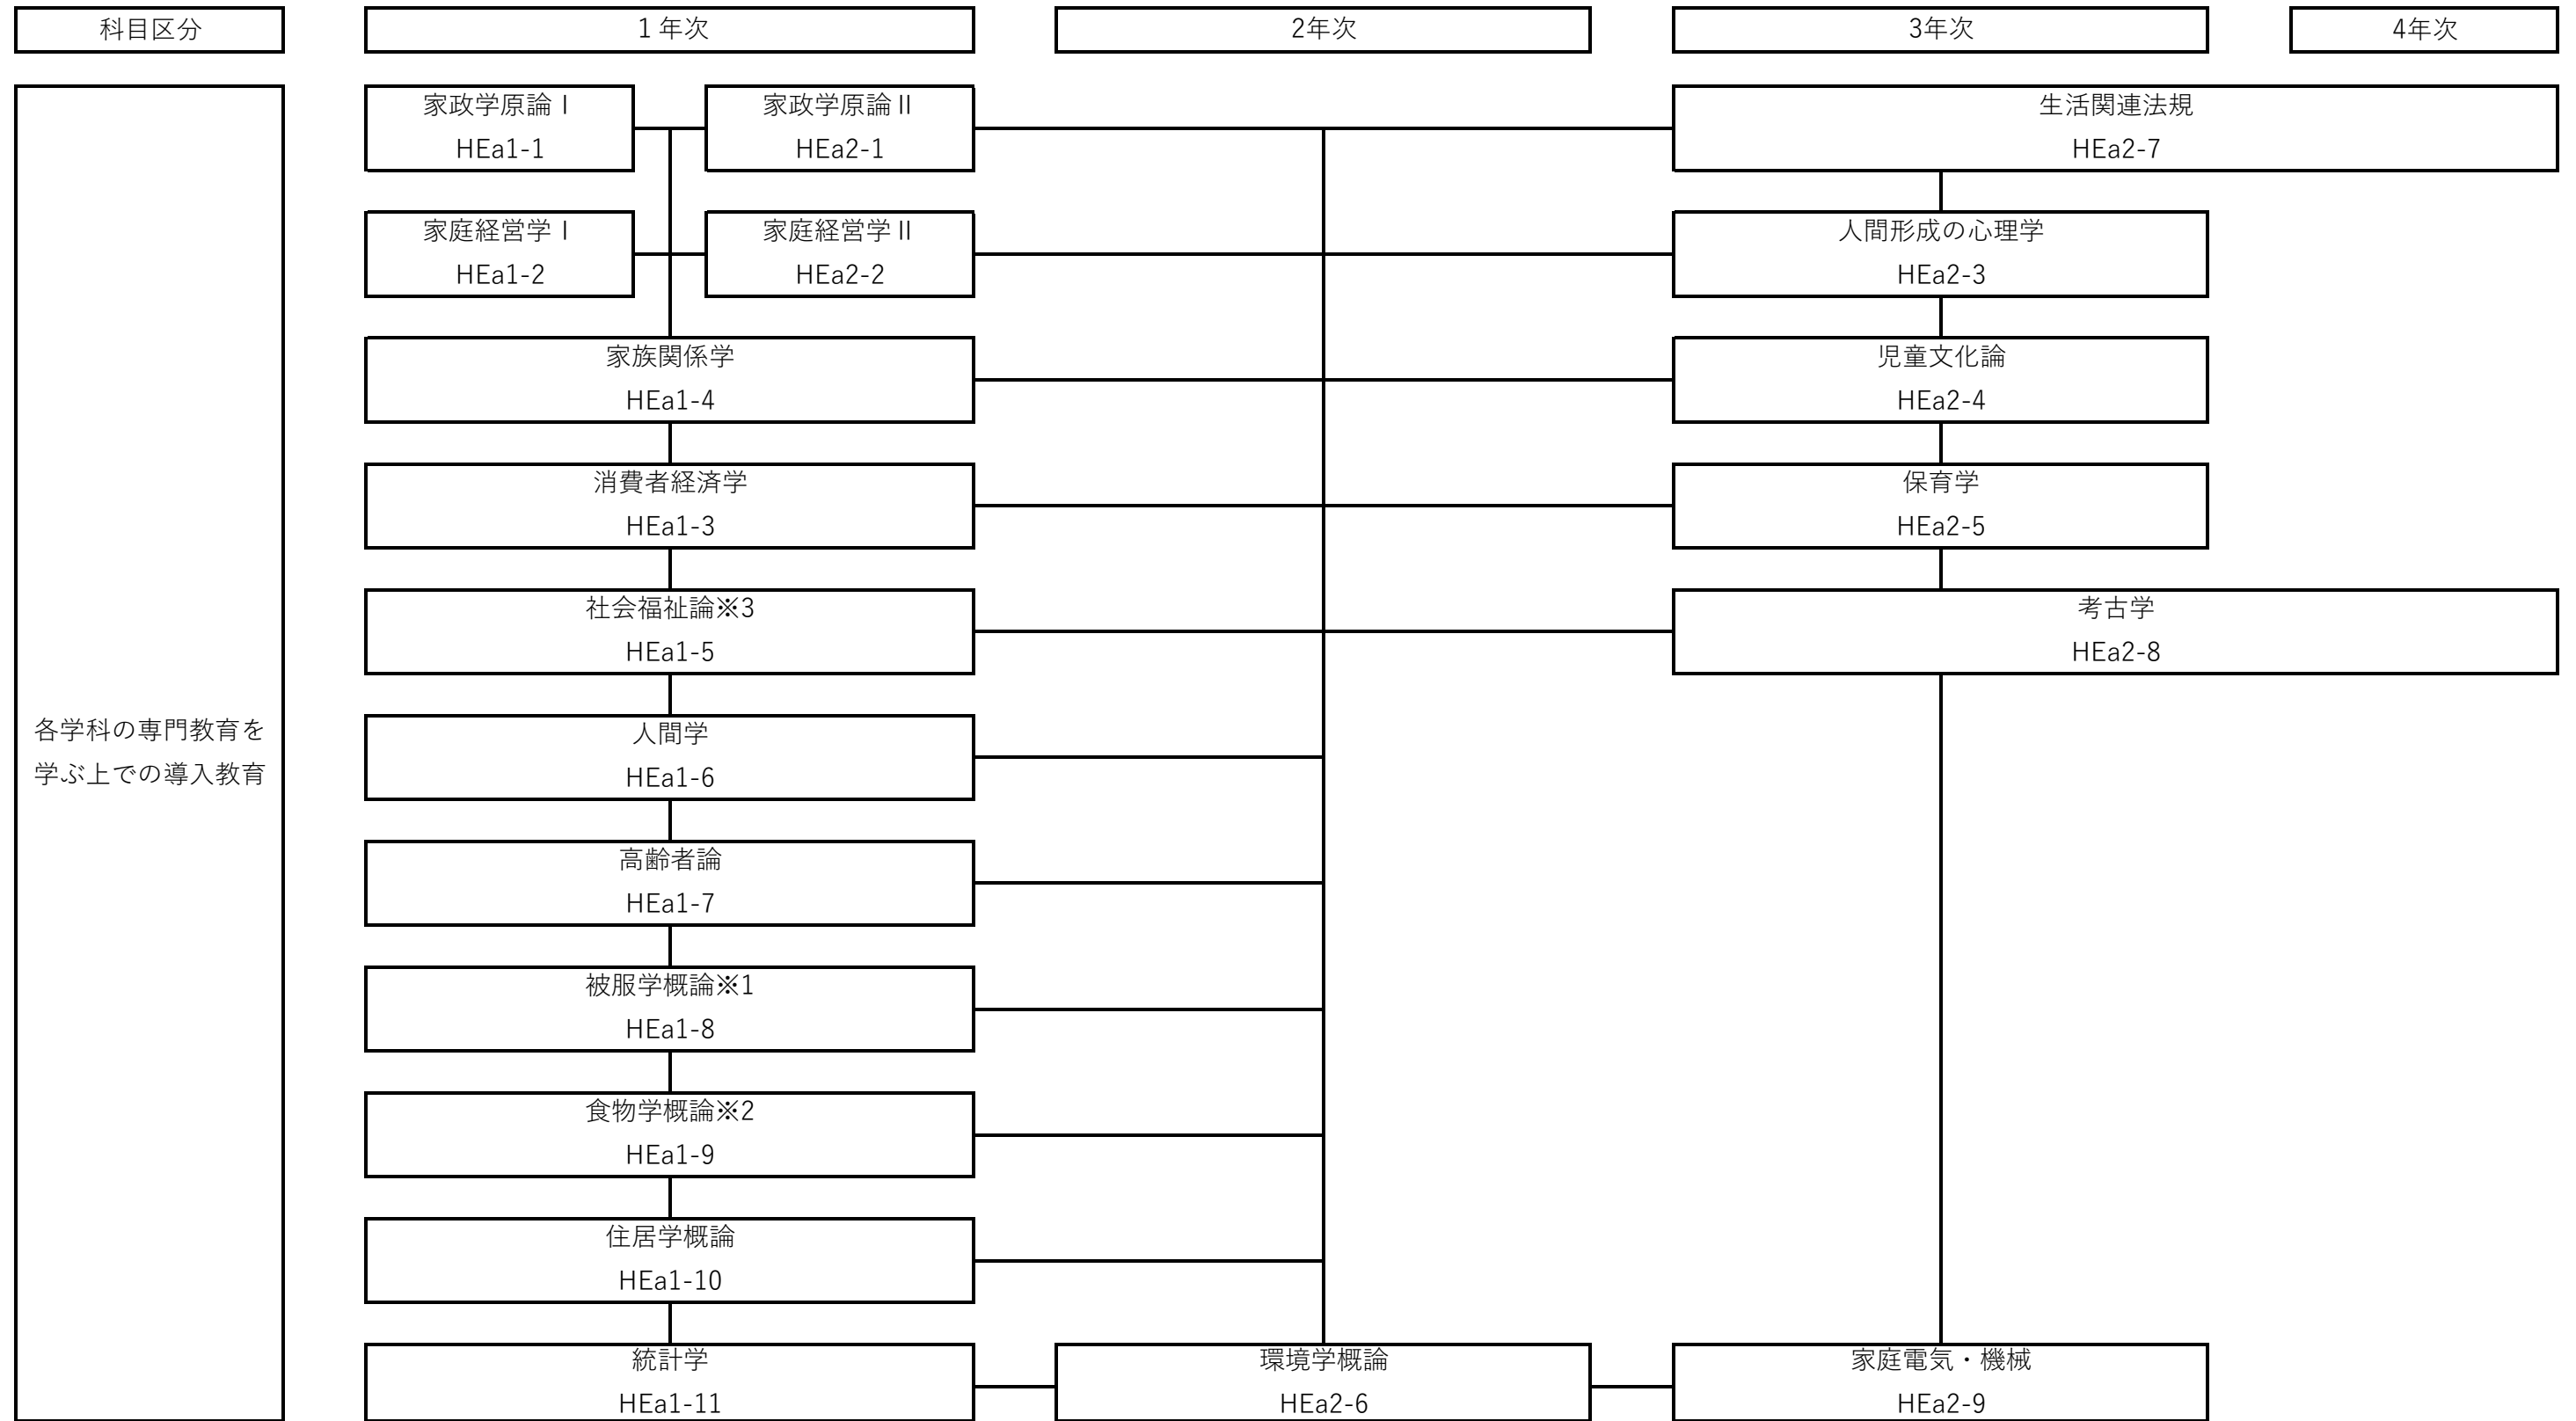 科目区分
1 年次
2年次
3年次
4年次
家政学原論Ⅰ
HEa1-1
家政学原論Ⅱ
HEa2-1
生活関連法規
HEa2-7
家庭経営学Ⅰ
HEa1-2
家庭経営学Ⅱ
HEa2-2
人間形成の心理学
HEa2-3
家族関係学
HEa1-4
児童文化論
HEa2-4
消費者経済学
HEa1-3
保育学
HEa2-5
社会福祉論※3
HEa1-5
考古学
HEa2-8
各学科の専門教育を
学ぶ上での導入教育
人間学
HEa1-6
高齢者論
HEa1-7
被服学概論※1
HEa1-8
食物学概論※2
HEa1-9
住居学概論
HEa1-10
統計学
HEa1-11
環境学概論
HEa2-6
家庭電気・機械
HEa2-9